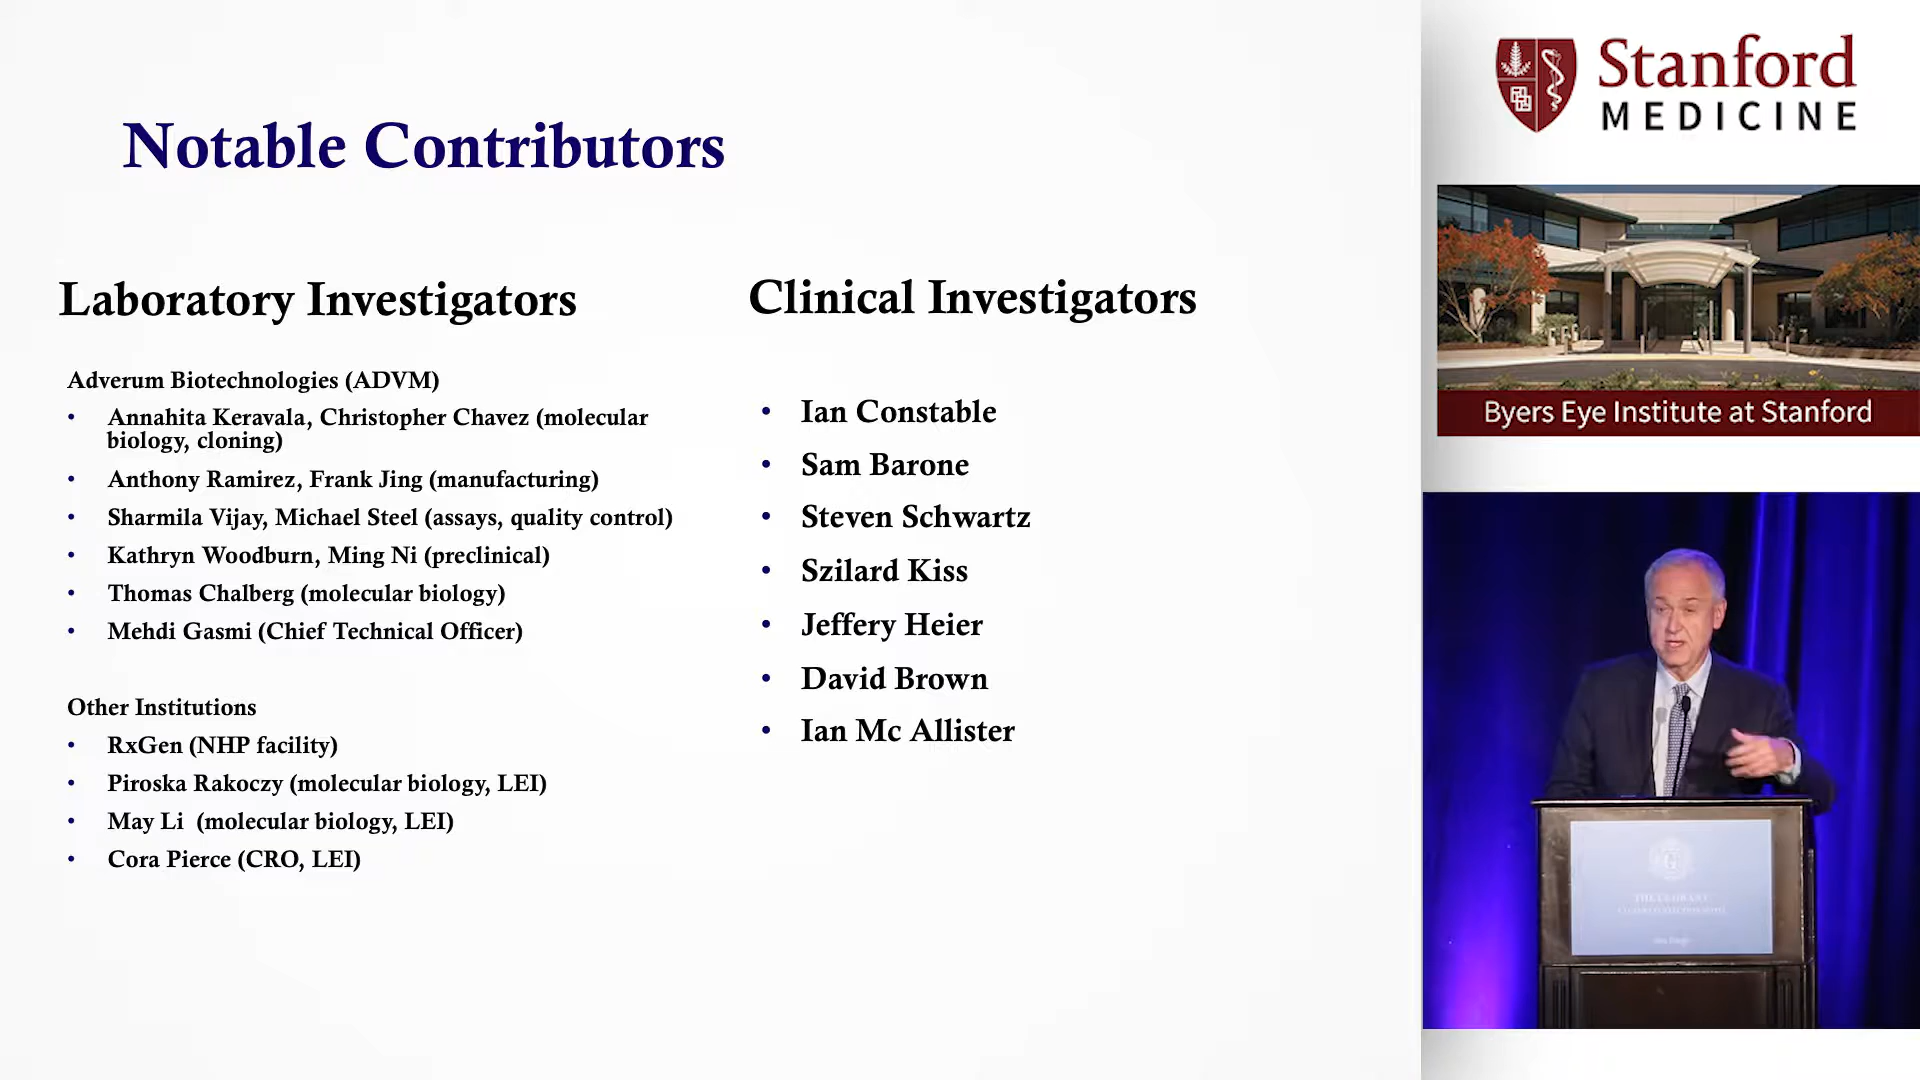 Notable Contributors
Laboratory Investigators
Adverum Biotechnologies (ADVM)
• Annahita Keravala, Christopher Chavez (molecular
biology, cloning)
• Anthony Ramirez, Frank Jing (manufacturing)
• Sharmila Vijay, Michael Steel (assays, quality control)
• Kathryn Woodburn, Ming Ni (preclinical)
• Thomas Chalberg (molecular biology)
• Mehdi Gasmi (Chief Technical Officer)
Other Institutions
• RxGen (NHP facility)
• Piroska Rakoczy (molecular biology, LEI)
• May Li (molecular biology, LEI)
• Cora Pierce (CRO, LEI)
Clinical Investigators
• Ian Constable
• Sam Barone
• Steven Schwartz
• Szilard Kiss
• Jeffery Heier
• David Brown
• Ian Mc Allister
Stanford
MEDICINE
Byers Eye Institute at Stanford